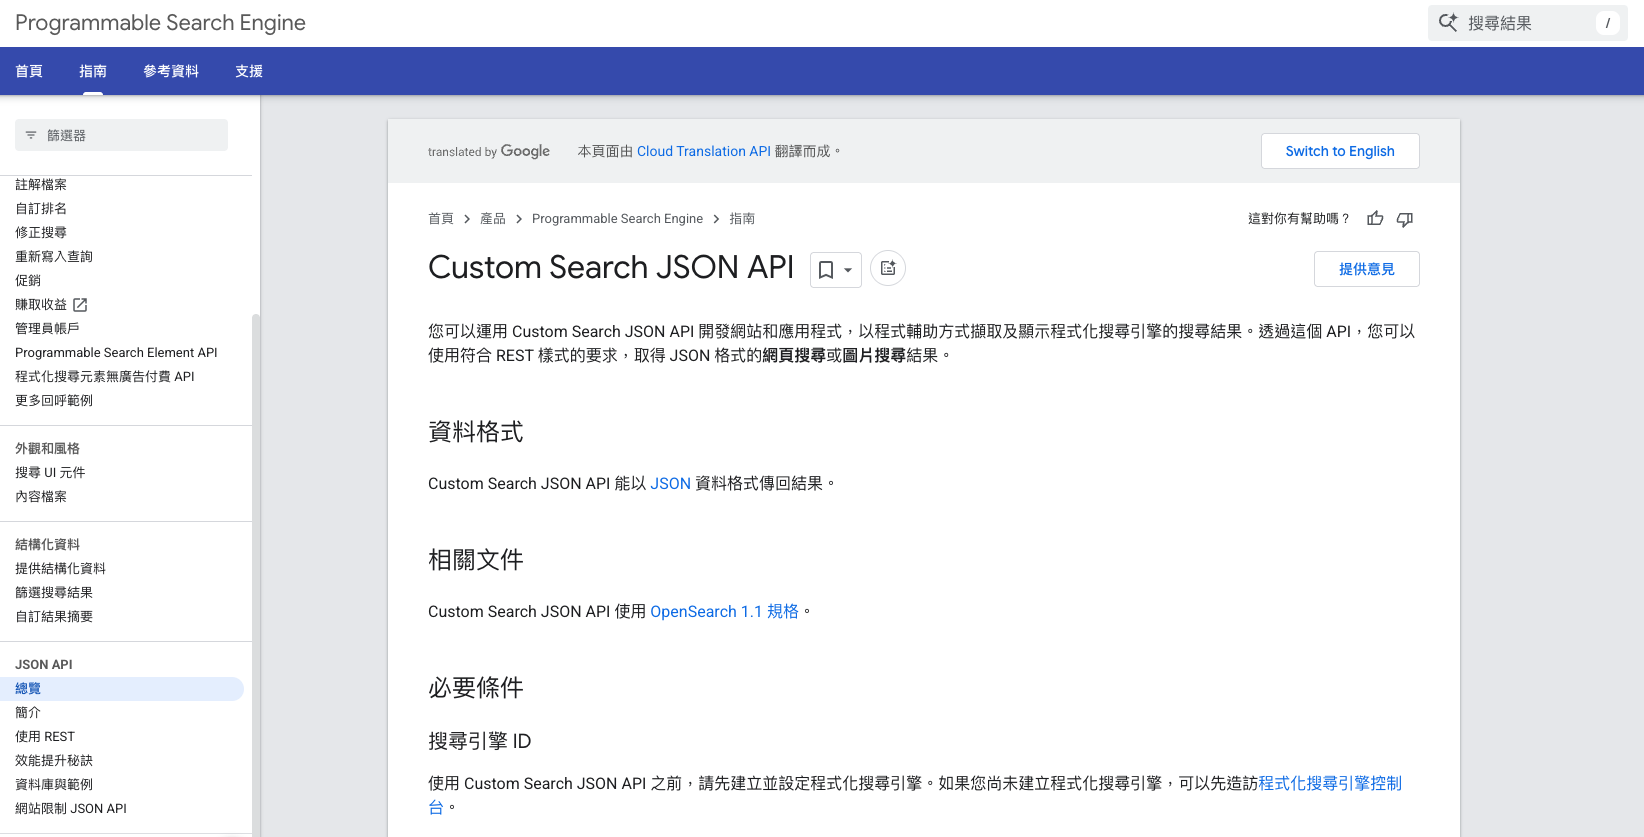 Programmable Search Engine
搜尋結果
/
首頁
指南
參考資料
支援
篩選器
註解檔案
自訂排名
修正搜尋
重新寫入查詢
促銷
賺取收益
管理員帳戶
Programmable Search Element API
程式化搜尋元素無廣告付費 API
更多回呼範例
外觀和風格
搜尋 UI 元件
內容檔案
結構化資料
提供結構化資料
篩選搜尋結果
自訂結果摘要
JSON API
總覽
簡介
使用 REST
效能提升秘訣
資料庫與範例
網站限制 JSON API
translated by Google
本頁面由 Cloud Translation API 翻譯而成。
Switch to English
首頁 > 產品 > Programmable Search Engine > 指南
這對你有幫助嗎？
Custom Search JSON API
提供意見
您可以運用 Custom Search JSON API 開發網站和應用程式，以程式輔助方式擷取及顯示程式化搜尋引擎的搜尋結果。透過這個 API，您可以
使用符合 REST 樣式的要求，取得 JSON 格式的網頁搜尋或圖片搜尋結果。
資料格式
Custom Search JSON API 能以 JSON 資料格式傳回結果。
相關文件
Custom Search JSON API 使用 OpenSearch 1.1 規格。
必要條件
搜尋引擎 ID
使用 Custom Search JSON API 之前，請先建立並設定程式化搜尋引擎。如果您尚未建立程式化搜尋引擎，可以先造訪程式化搜尋引擎控制
台。